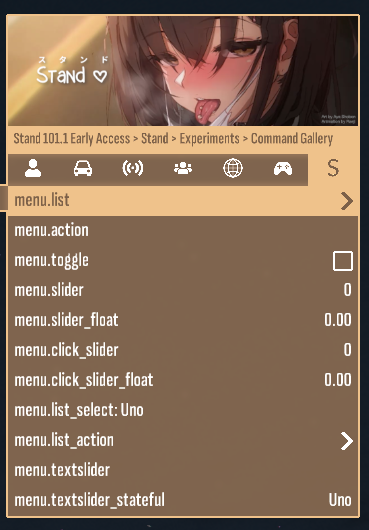 スタンド
Stand ♡
Art by Aya Shobon
Stand 101.1 Early Access > Stand > Experiments > Command Gallery
S
menu.list
menu.action
menu.toggle
menu.slider 0
menu.slider_float 0.00
menu.click_slider 0
menu.click_slider_float 0.00
menu.list_select: Uno
menu.list_action
menu.textslider
menu.textslider_stateful Uno